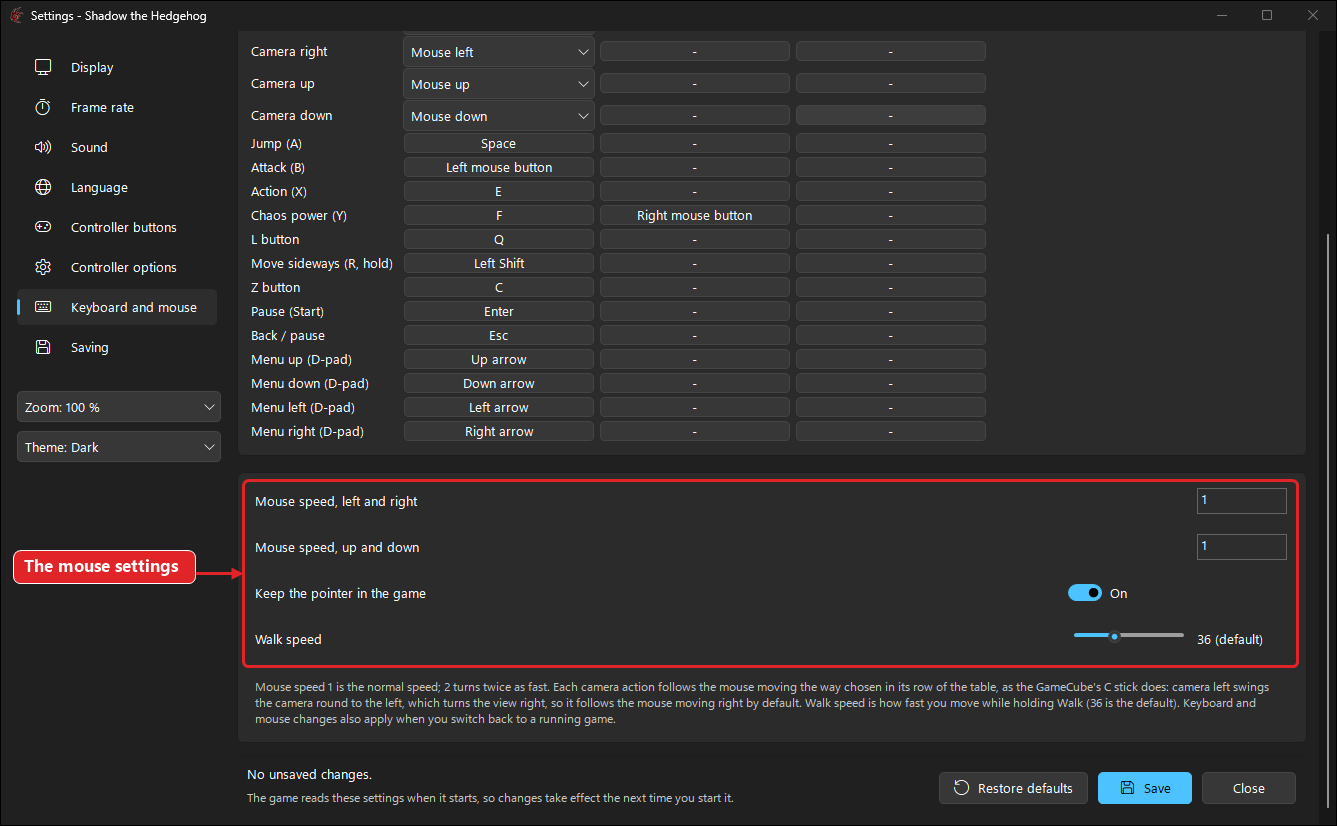 Settings - Shadow the Hedgehog
Display
Frame rate
Sound
Language
Controller buttons
Controller options
Keyboard and mouse
Saving
Zoom: 100 %
Theme: Dark
Camera right Mouse left - -
Camera up Mouse up - -
Camera down Mouse down - -
Jump (A) Space - -
Attack (B) Left mouse button - -
Action (X) E - -
Chaos power (Y) F Right mouse button -
L button Q - -
Move sideways (R, hold) Left Shift - -
Z button C - -
Pause (Start) Enter - -
Back / pause Esc - -
Menu up (D-pad) Up arrow - -
Menu down (D-pad) Down arrow - -
Menu left (D-pad) Left arrow - -
Menu right (D-pad) Right arrow - -
The mouse settings
Mouse speed, left and right 1
Mouse speed, up and down 1
Keep the pointer in the game On
Walk speed 36 (default)
Mouse speed 1 is the normal speed; 2 turns twice as fast. Each camera action follows the mouse moving the way chosen in its row of the table, as the GameCube's C stick does: camera left swings
the camera round to the left, which turns the view right, so it follows the mouse moving right by default. Walk speed is how fast you move while holding Walk (36 is the default). Keyboard and
mouse changes also apply when you switch back to a running game.
No unsaved changes.
The game reads these settings when it starts, so changes take effect the next time you start it.
Restore defaults
Save
Close